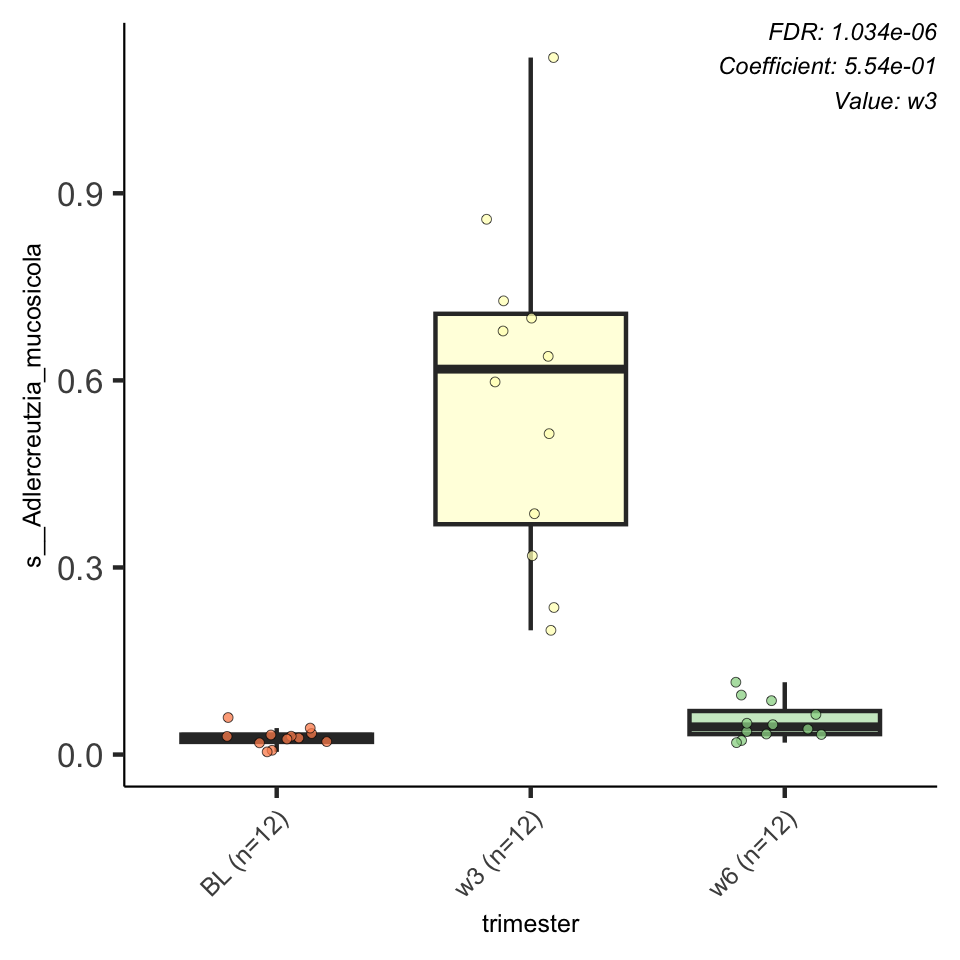 FDR: 1.034e-06
Coefficient: 5.54e-01
Value: w3
s__Adlercreutzia_mucosicola
0.9
0.6
0.3
0.0
BL (n=12)
w3 (n=12)
w6 (n=12)
trimester